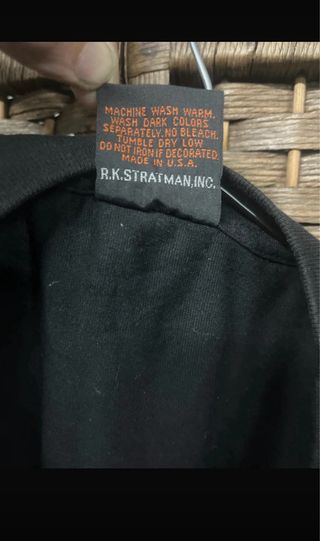 MACHINE WASH WARM.
WASH DARK COLORS
SEPARATELY. NO BLEACH.
TUMBLE DRY LOW
DO NOT IRON IF DECORATED.
MADE IN U.S.A.
R.K.STRATMAN,INC.